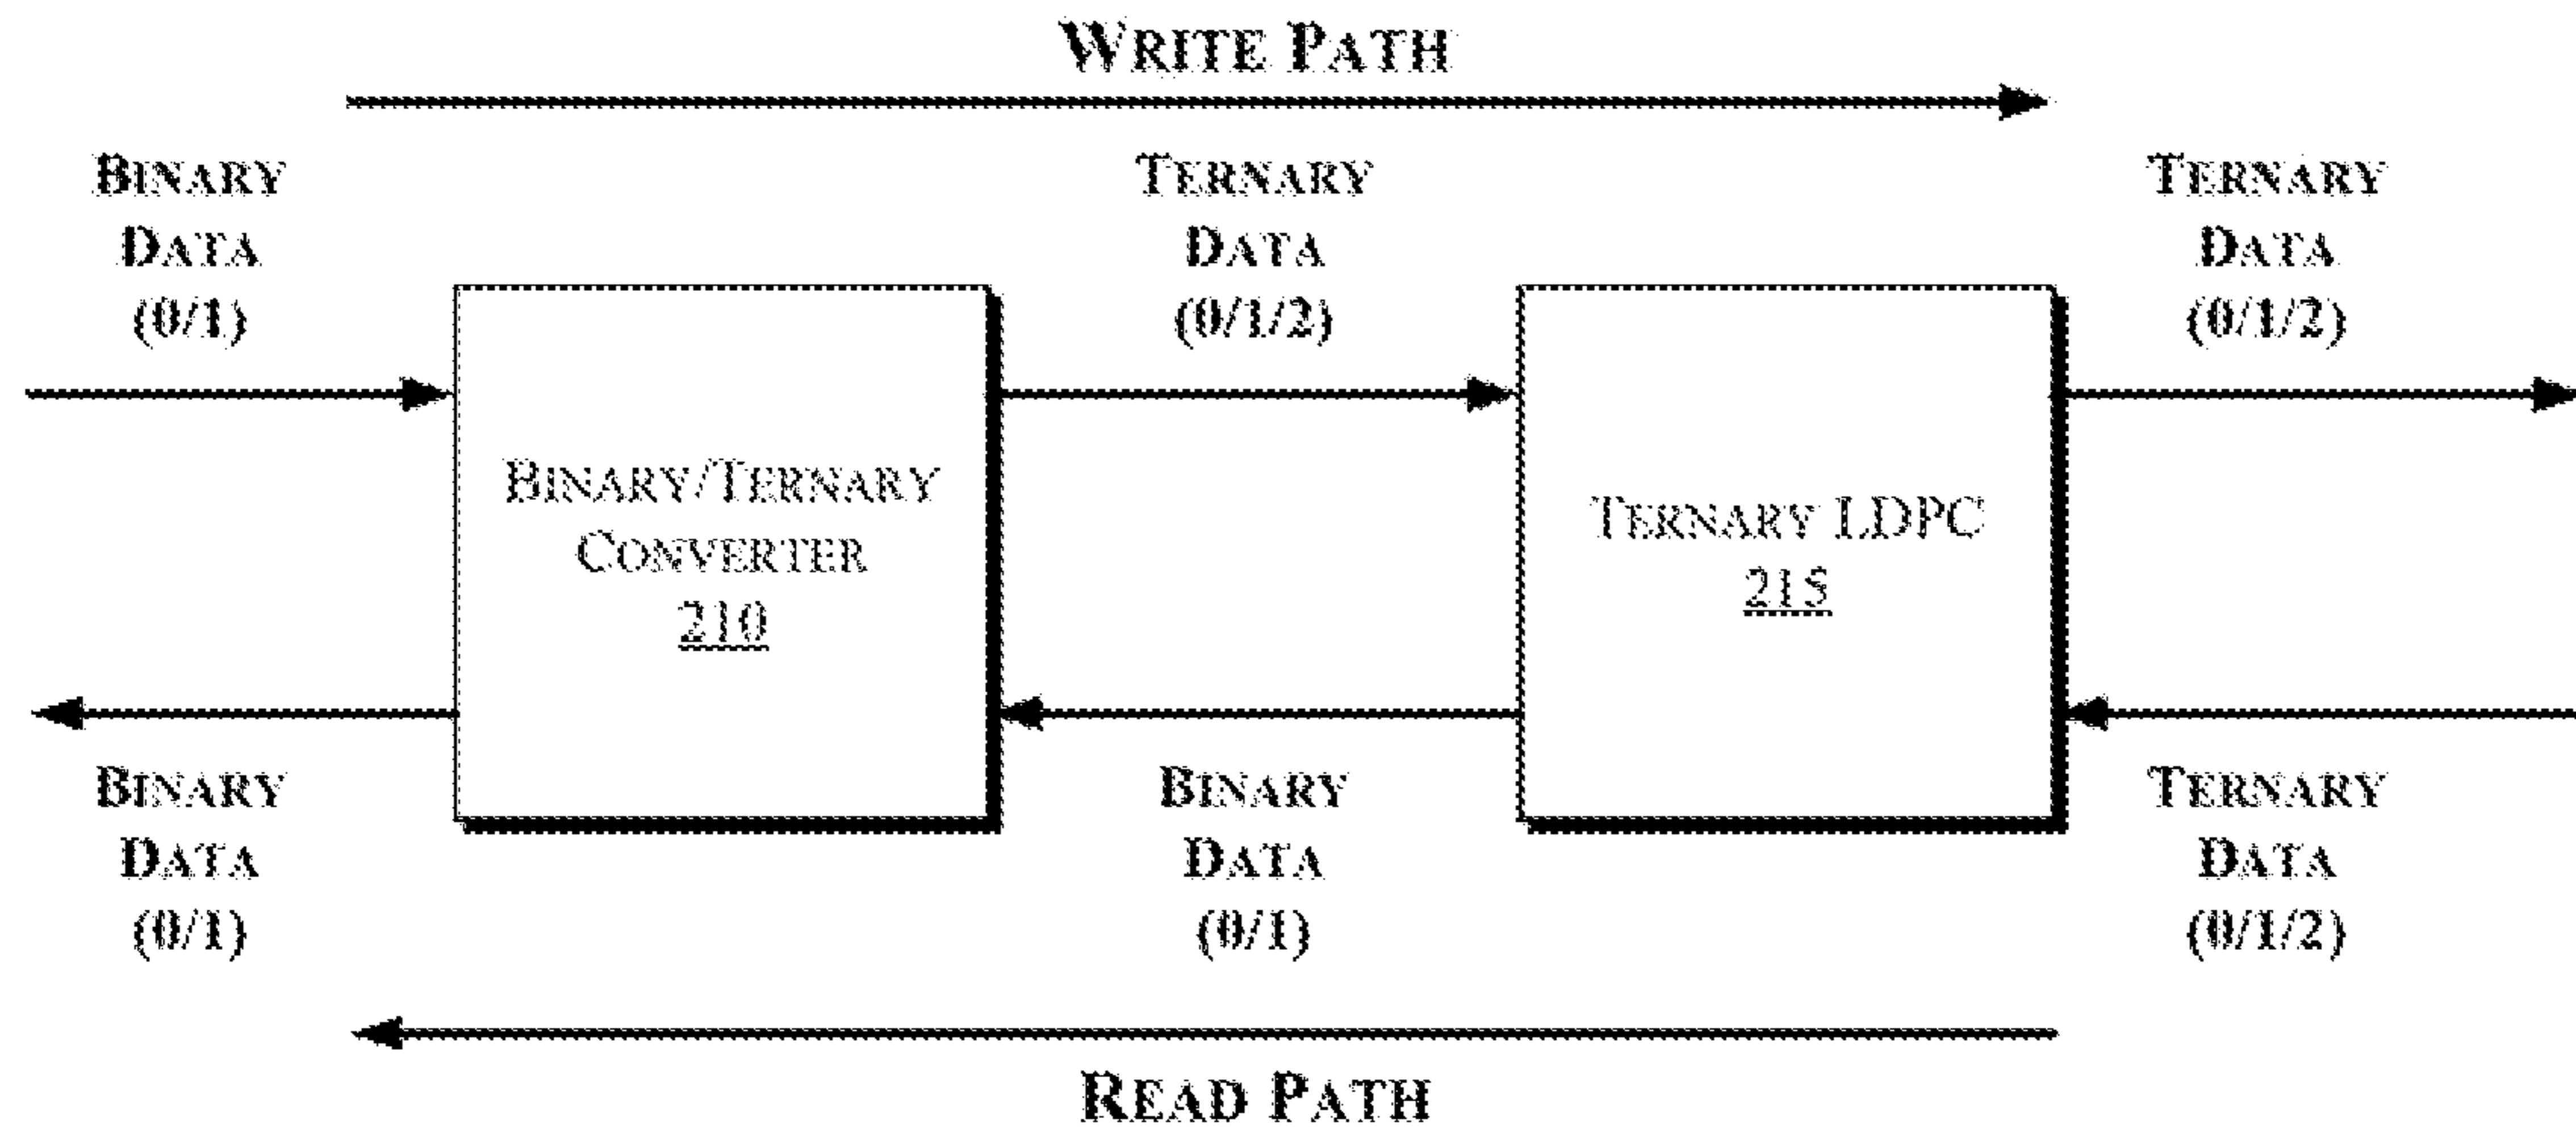 WRITE PATH
BINARY
DATA
(0/1)
TERNARY
DATA
(0/1/2)
TERNARY
DATA
(0/1/2)
BINARY/TERNARY
CONVERTER
210
TERNARY LDPC
215
BINARY
DATA
(0/1)
BINARY
DATA
(0/1)
TERNARY
DATA
(0/1/2)
READ PATH